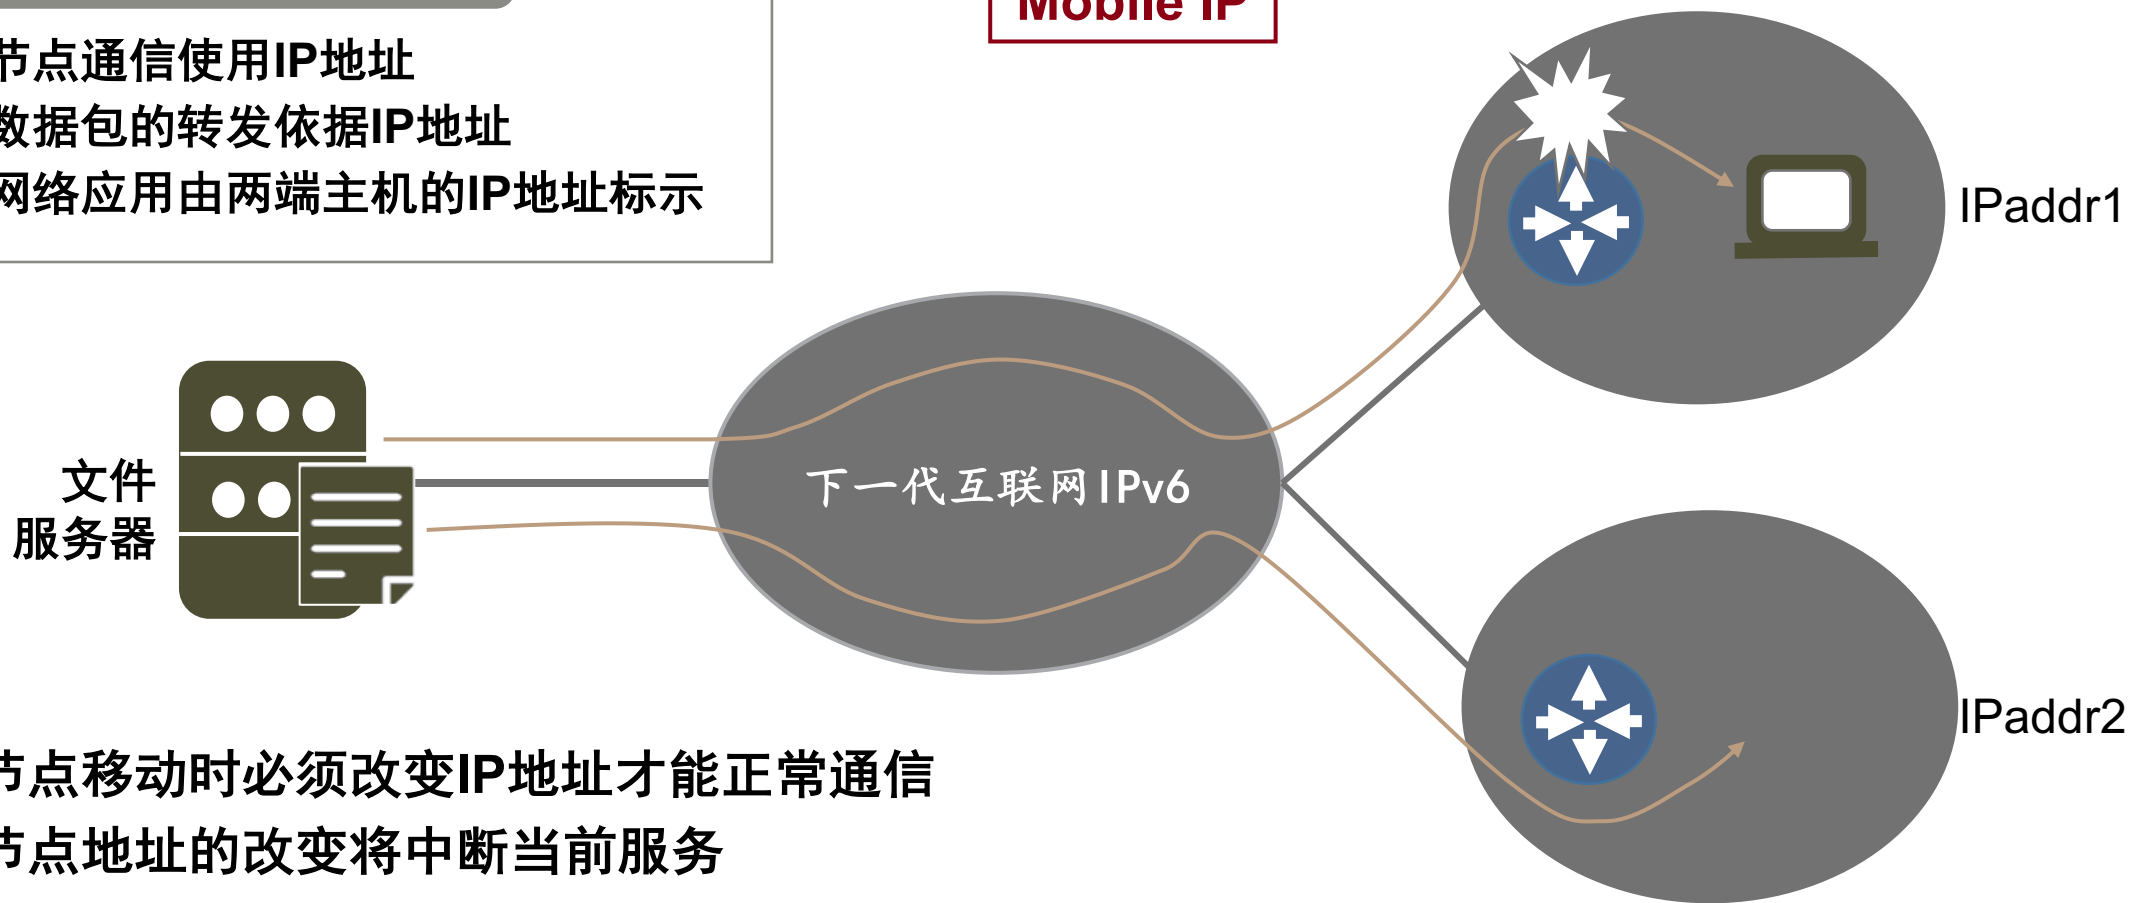 Mobile IP
节点通信使用IP地址
数据包的转发依据IP地址
网络应用由两端主机的IP地址标示
IPaddr1
文件
服务器
下一代互联网IPv6
IPaddr2
节点移动时必须改变IP地址才能正常通信
节点地址的改变将中断当前服务